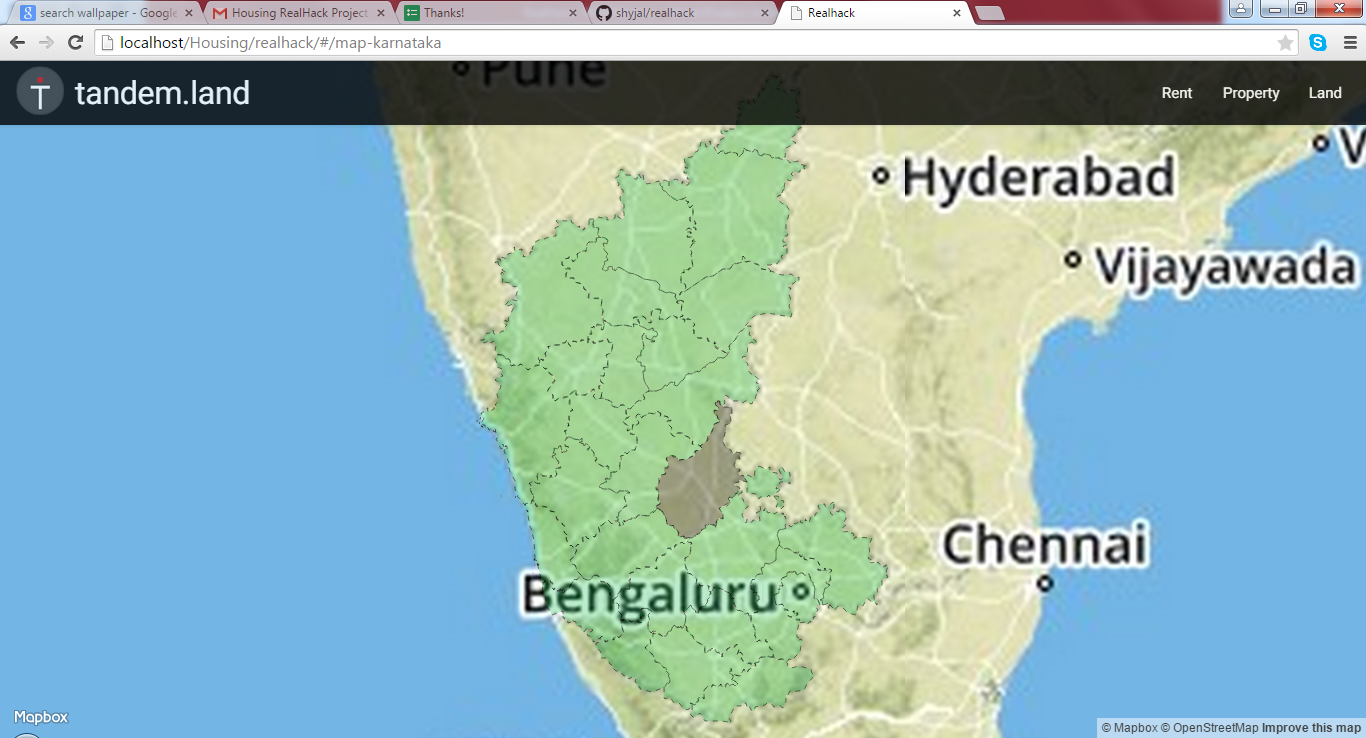 search wallpaper - Google
Housing RealHack Project
Thanks!
shyjal/realhack
Realhack
localhost/Housing/realhack/#/map-karnataka
tandem.land
Rent
Property
Land
Pune
Hyderabad
V
Vijayawada
Chennai
Bengaluru
Mapbox
© Mapbox © OpenStreetMap Improve this map